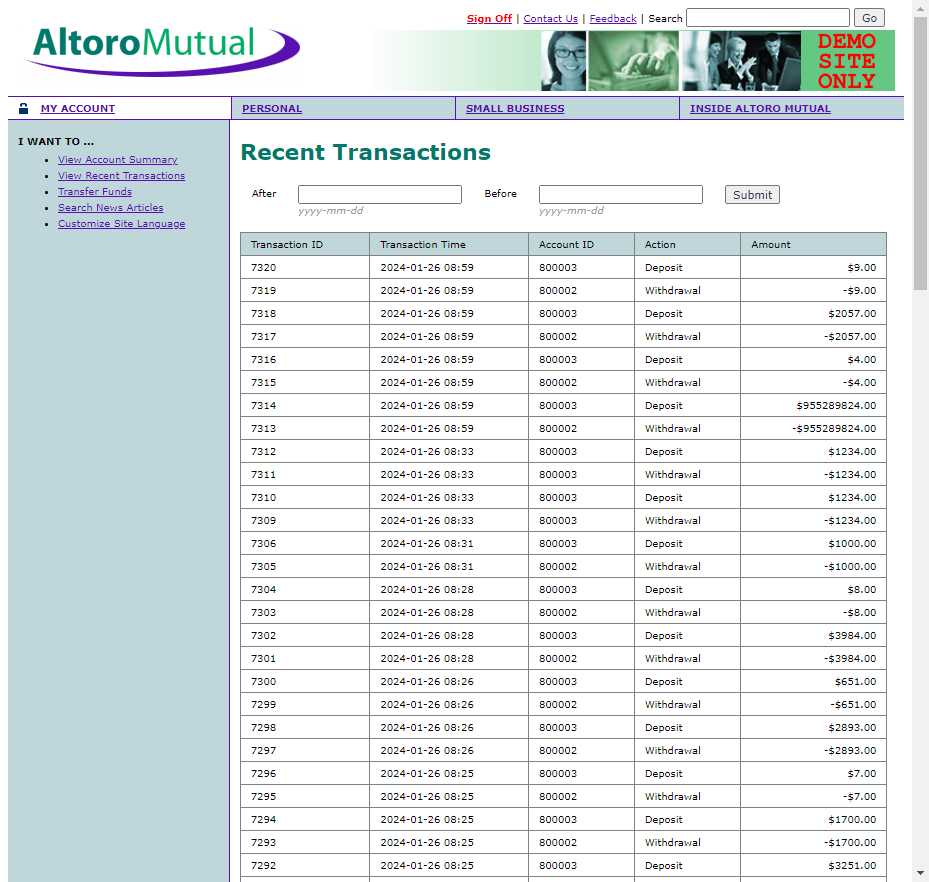 Sign Off | Contact Us | Feedback | Search Go
AltoroMutual
DEMO
SITE
ONLY
MY ACCOUNT PERSONAL SMALL BUSINESS INSIDE ALTORO MUTUAL
I WANT TO ...
• View Account Summary
• View Recent Transactions
• Transfer Funds
• Search News Articles
• Customize Site Language
Recent Transactions
After Before Submit
yyyy-mm-dd yyyy-mm-dd
Transaction ID Transaction Time Account ID Action Amount
7320 2024-01-26 08:59 800003 Deposit $9.00
7319 2024-01-26 08:59 800002 Withdrawal -$9.00
7318 2024-01-26 08:59 800003 Deposit $2057.00
7317 2024-01-26 08:59 800002 Withdrawal -$2057.00
7316 2024-01-26 08:59 800003 Deposit $4.00
7315 2024-01-26 08:59 800002 Withdrawal -$4.00
7314 2024-01-26 08:59 800003 Deposit $955289824.00
7313 2024-01-26 08:59 800002 Withdrawal -$955289824.00
7312 2024-01-26 08:33 800003 Deposit $1234.00
7311 2024-01-26 08:33 800002 Withdrawal -$1234.00
7310 2024-01-26 08:33 800003 Deposit $1234.00
7309 2024-01-26 08:33 800002 Withdrawal -$1234.00
7306 2024-01-26 08:31 800003 Deposit $1000.00
7305 2024-01-26 08:31 800002 Withdrawal -$1000.00
7304 2024-01-26 08:28 800003 Deposit $8.00
7303 2024-01-26 08:28 800002 Withdrawal -$8.00
7302 2024-01-26 08:28 800003 Deposit $3984.00
7301 2024-01-26 08:28 800002 Withdrawal -$3984.00
7300 2024-01-26 08:26 800003 Deposit $651.00
7299 2024-01-26 08:26 800002 Withdrawal -$651.00
7298 2024-01-26 08:26 800003 Deposit $2893.00
7297 2024-01-26 08:26 800002 Withdrawal -$2893.00
7296 2024-01-26 08:25 800003 Deposit $7.00
7295 2024-01-26 08:25 800002 Withdrawal -$7.00
7294 2024-01-26 08:25 800003 Deposit $1700.00
7293 2024-01-26 08:25 800002 Withdrawal -$1700.00
7292 2024-01-26 08:25 800003 Deposit $3251.00